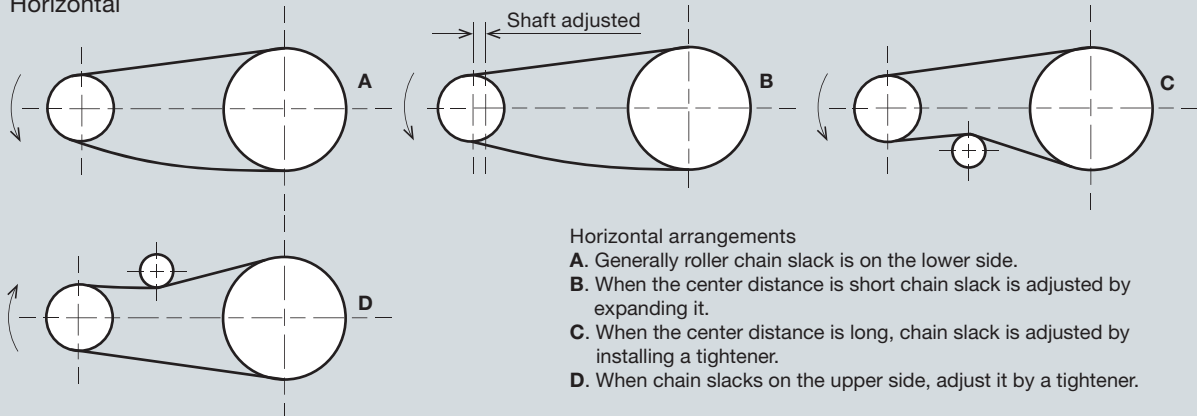 Horizontal
Shaft adjusted
A
B
C
D
Horizontal arrangements
A. Generally roller chain slack is on the lower side.
B. When the center distance is short chain slack is adjusted by
expanding it.
C. When the center distance is long, chain slack is adjusted by
installing a tightener.
D. When chain slacks on the upper side, adjust it by a tightener.